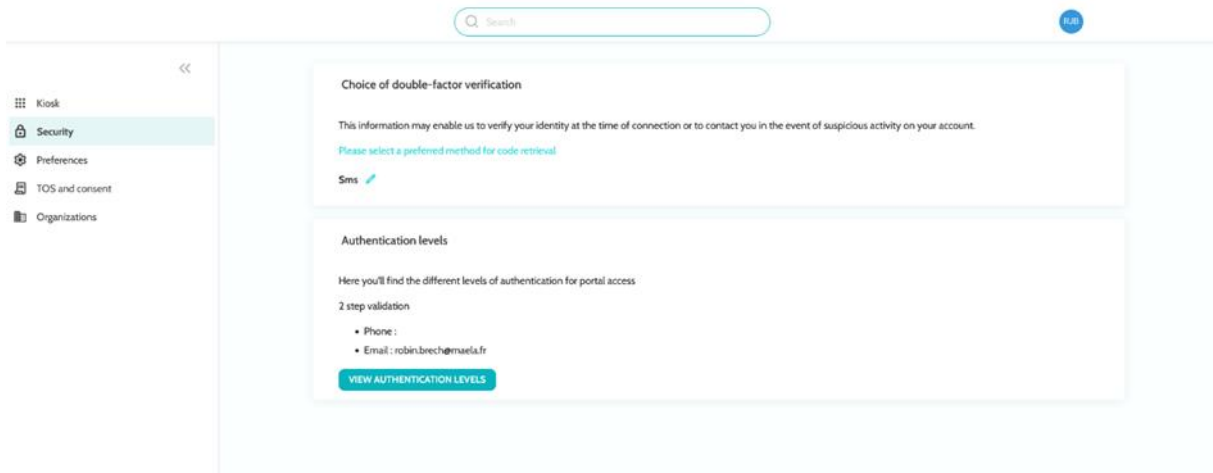 Search
RJB
Kiosk
Security
Preferences
TOS and consent
Organizations
Choice of double-factor verification
This information may enable us to verify your identity at the time of connection or to contact you in the event of suspicious activity on your account.
Please select a preferred method for code retrieval
Sms
Authentication levels
Here you'll find the different levels of authentication for portal access
2 step validation
• Phone :
• Email : robin.brech@maela.fr
VIEW AUTHENTICATION LEVELS